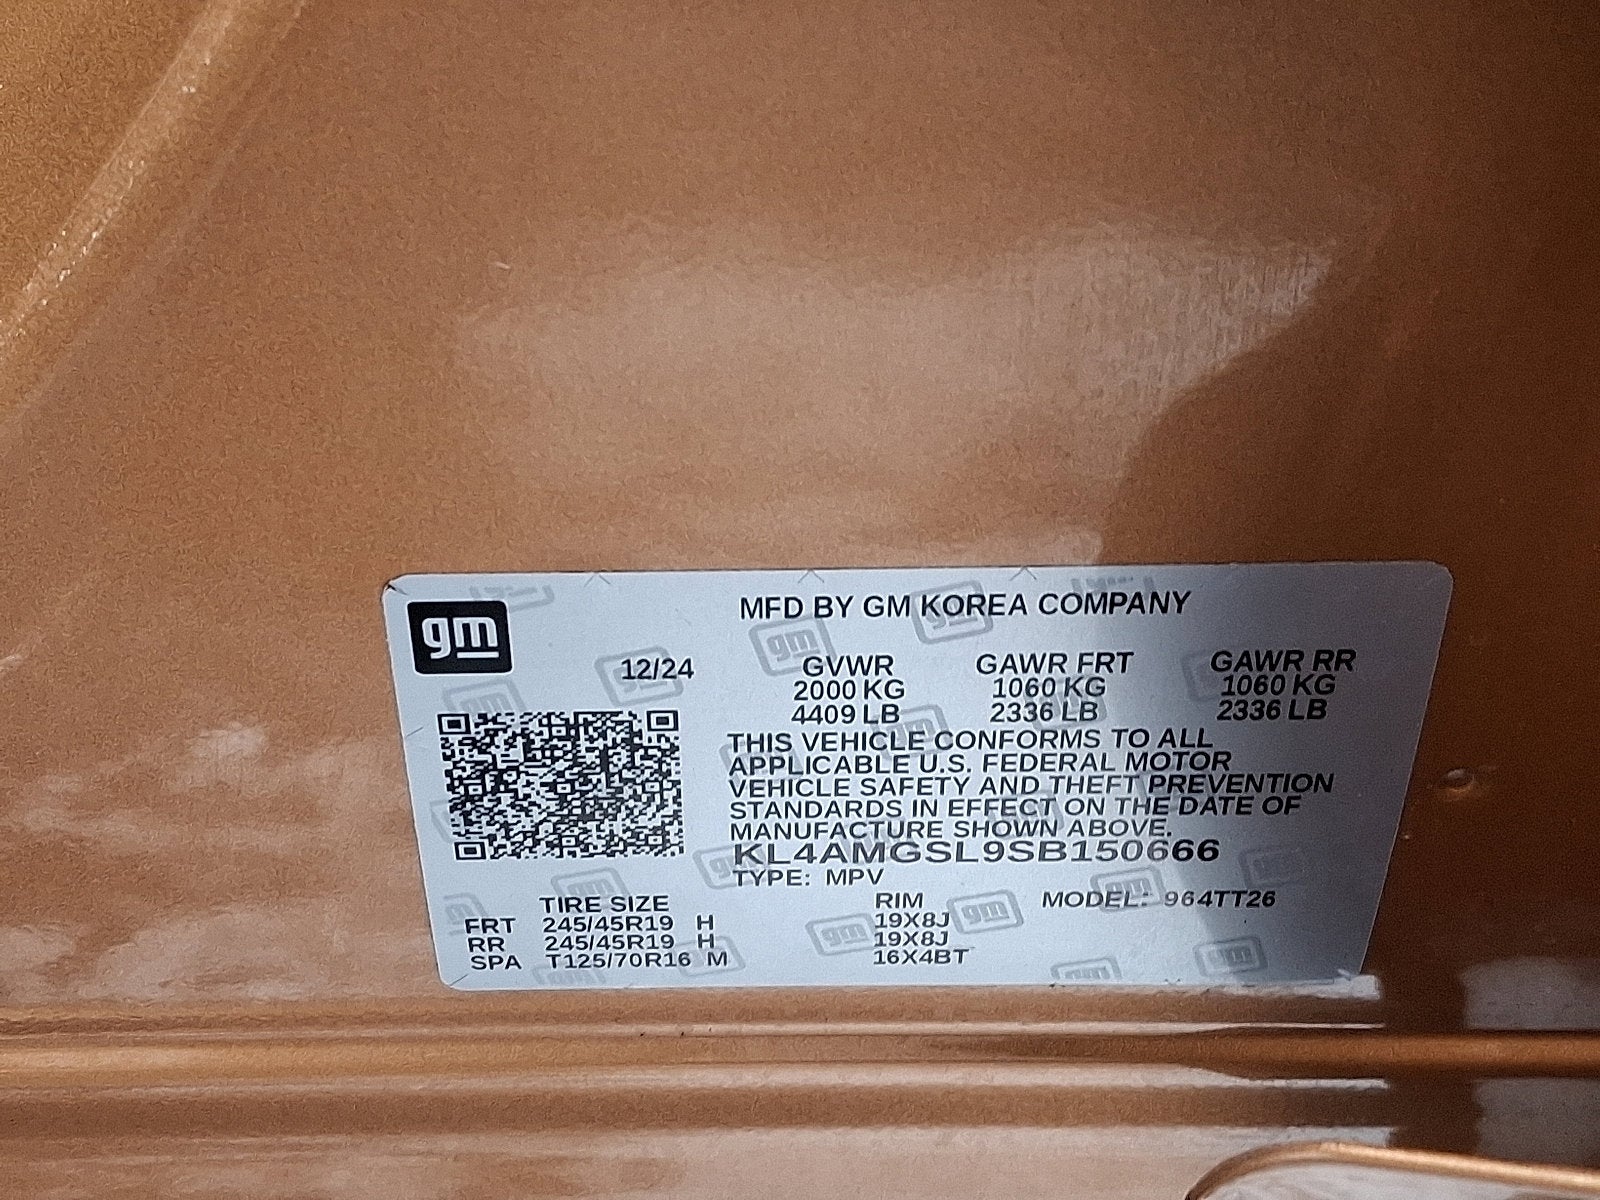 gm
MFD BY GM KOREA COMPANY
12/24 GVWR GAWR FRT GAWR RR
2000 KG 1060 KG 1060 KG
4409 LB 2336 LB 2336 LB
THIS VEHICLE CONFORMS TO ALL
APPLICABLE U.S. FEDERAL MOTOR
VEHICLE SAFETY AND THEFT PREVENTION
STANDARDS IN EFFECT ON THE DATE OF
MANUFACTURE SHOWN ABOVE.
KL4AMGSL9SB150666
TYPE: MPV
TIRE SIZE RIM MODEL: 964TT26
FRT 245/45R19 H 19X8J
RR 245/45R19 H 19X8J
SPA T125/70R16 M 16X4BT